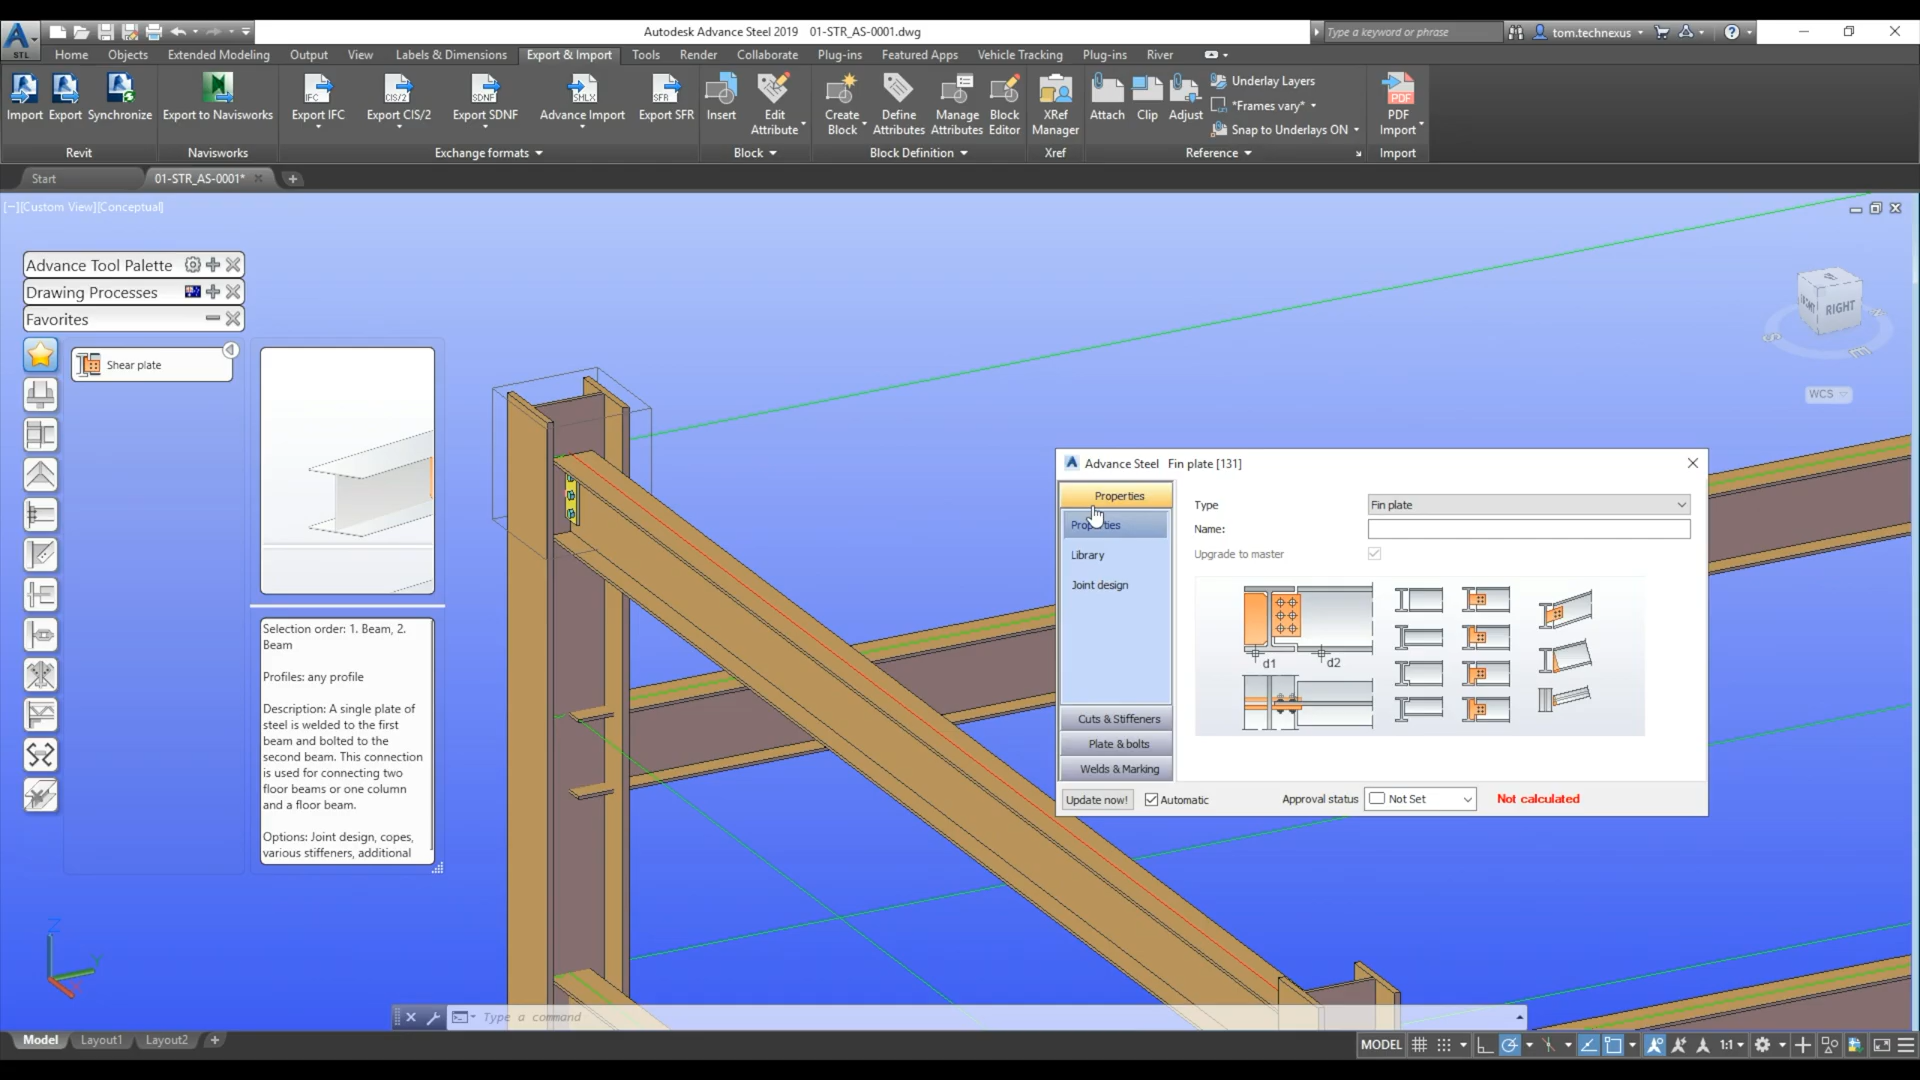 Autodesk Advance Steel 2019 01-STR_AS-0001.dwg
Type a keyword or phrase
tom.technexus
STL
Home Objects Extended Modeling Output View Labels & Dimensions Export & Import Tools Render Collaborate Plug-ins Featured Apps Vehicle Tracking Plug-ins River
Import Export Synchronize
Revit
Export to Navisworks
Navisworks
IFC
Export IFC
CIS/2
Export CIS/2
SDNF
Export SDNF
SMLX
Advance Import
SFR
Export SFR
Exchange formats
Insert
Edit
Attribute
Block
Create
Block
Define
Attributes
Manage
Attributes
Block
Editor
Block Definition
XRef
Manager
Xref
Attach Clip Adjust
Underlay Layers
*Frames vary*
Snap to Underlays ON
Reference
PDF
PDF
Import
Import
Start
01-STR_AS-0001*
[−][Custom View][Conceptual]
RIGHT
WCS
Advance Tool Palette
Drawing Processes
Favorites
Shear plate
Selection order: 1. Beam, 2.
Beam
Profiles: any profile
Description: A single plate of
steel is welded to the first
beam and bolted to the
second beam. This connection
is used for connecting two
floor beams or one column
and a floor beam.
Options: Joint design, copes,
various stiffeners, additional
Advance Steel Fin plate [131]
Properties
Properties
Library
Joint design
Cuts & Stiffeners
Plate & bolts
Welds & Marking
Type
Fin plate
Name:
Upgrade to master
d1 d2
Update now!
Automatic
Approval status
Not Set
Not calculated
Z
Y
Type a command
Model Layout1 Layout2
MODEL
1:1